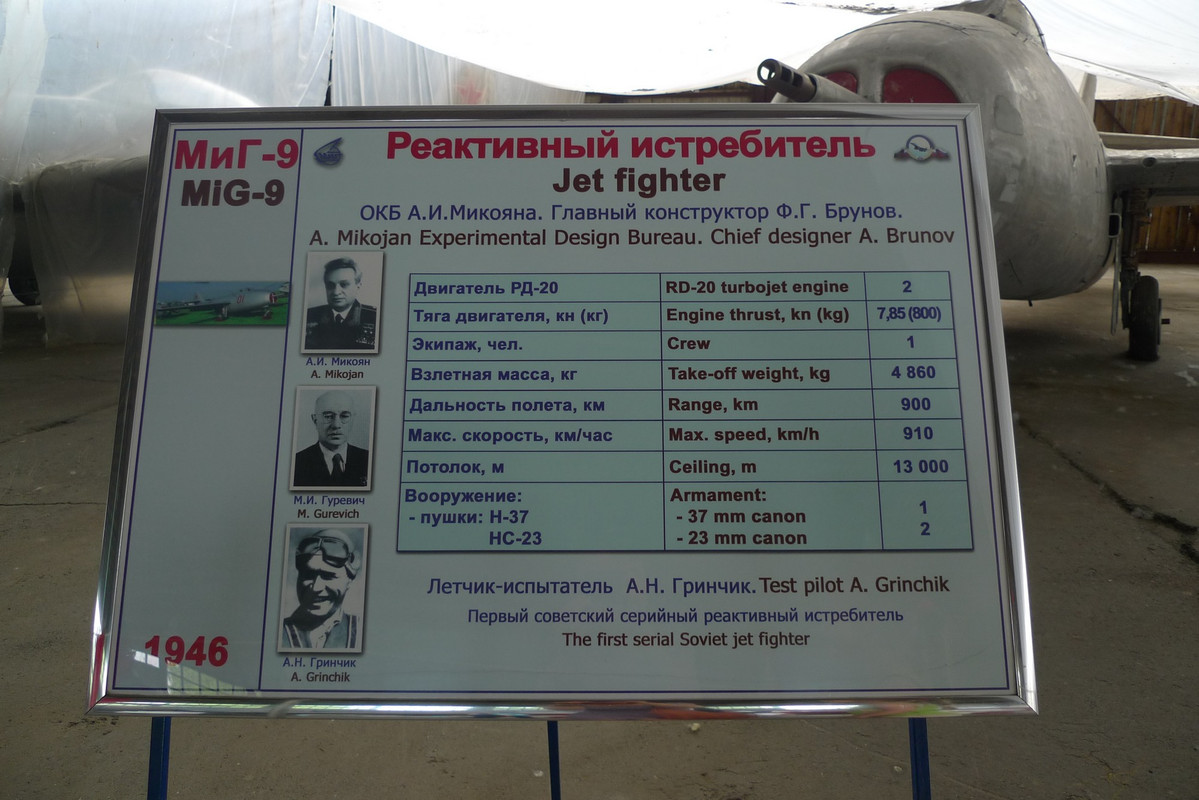 МиГ-9
MiG-9
Реактивный истребитель
Jet fighter
ОКБ А.И.Микояна. Главный конструктор Ф.Г. Брунов.
A. Mikojan Experimental Design Bureau. Chief designer A. Brunov
А.И. Микоян
A. Mikojan
М.И. Гуревич
M. Gurevich
А.Н. Гринчик
A. Grinchik
1946
Двигатель РД-20 RD-20 turbojet engine 2
Тяга двигателя, кн (кг) Engine thrust, kn (kg) 7,85 (800)
Экипаж, чел. Crew 1
Взлетная масса, кг Take-off weight, kg 4 860
Дальность полета, км Range, km 900
Макс. скорость, км/час Max. speed, km/h 910
Потолок, м Ceiling, m 13 000
Вооружение: Armament:
- пушки: Н-37 - 37 mm canon 1
НС-23 - 23 mm canon 2
Летчик-испытатель А.Н. Гринчик. Test pilot A. Grinchik
Первый советский серийный реактивный истребитель
The first serial Soviet jet fighter